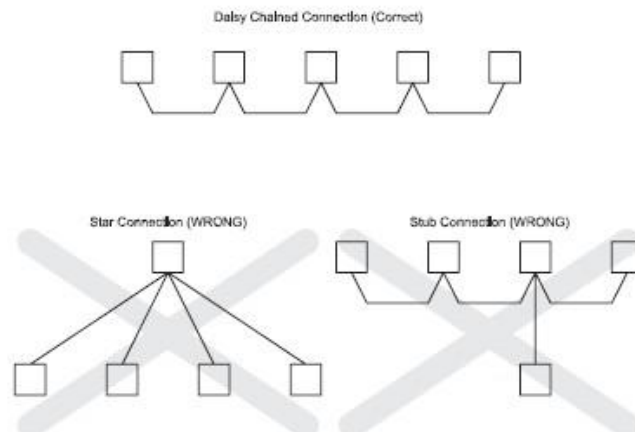 Daisy Chained Connection (Correct)
Star Connection (WRONG)
Stub Connection (WRONG)